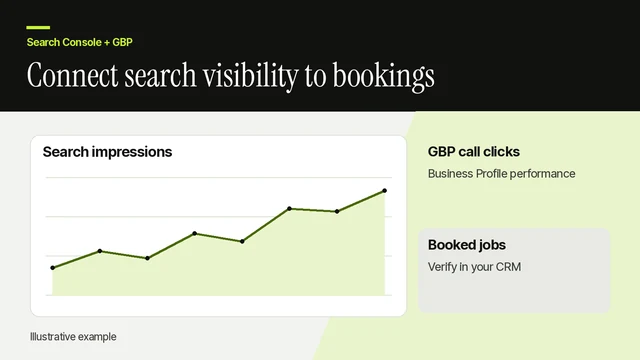 Search Console + GBP
Connect search visibility to bookings
Search impressions
GBP call clicks
Business Profile performance
Booked jobs
Verify in your CRM
Illustrative example